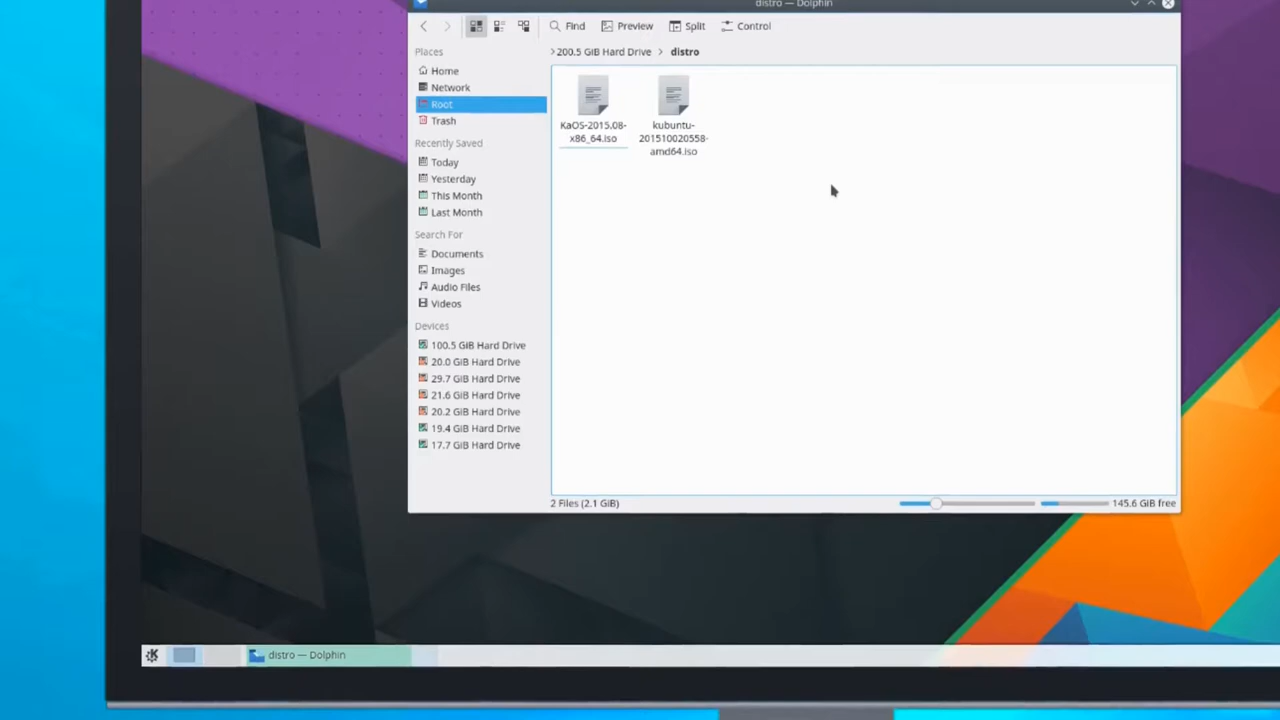 distro — Dolphin
Find
Preview
Split
Control
Places
200.5 GiB Hard Drive
distro
Home
Network
Root
Trash
Recently Saved
Today
Yesterday
This Month
Last Month
Search For
Documents
Images
Audio Files
Videos
Devices
100.5 GiB Hard Drive
20.0 GiB Hard Drive
29.7 GiB Hard Drive
21.6 GiB Hard Drive
20.2 GiB Hard Drive
19.4 GiB Hard Drive
17.7 GiB Hard Drive
KaOS-2015.08-
x86_64.iso
kubuntu-
201510020558-
amd64.iso
2 Files (2.1 GiB)
145.6 GiB free
distro — Dolphin